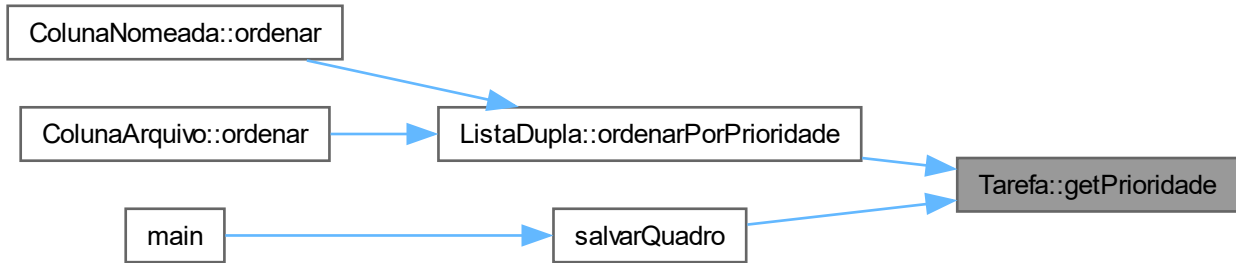 ColunaNomeada::ordenar
ColunaArquivo::ordenar
ListaDupla::ordenarPorPrioridade
Tarefa::getPrioridade
main
salvarQuadro